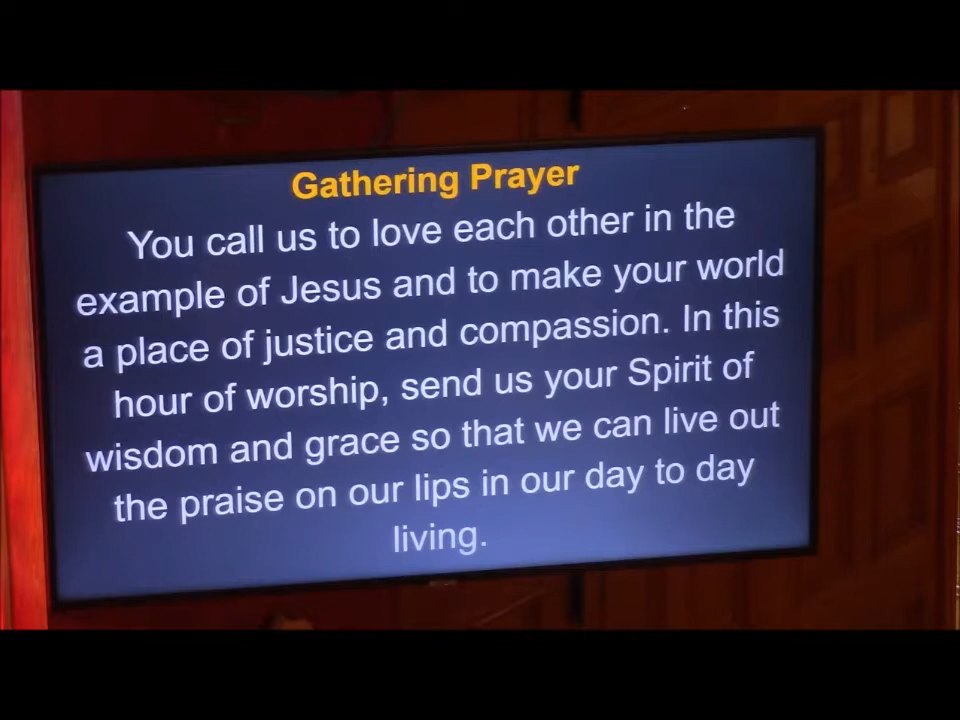 Gathering Prayer
You call us to love each other in the
example of Jesus and to make your world
a place of justice and compassion. In this
hour of worship, send us your Spirit of
wisdom and grace so that we can live out
the praise on our lips in our day to day
living.